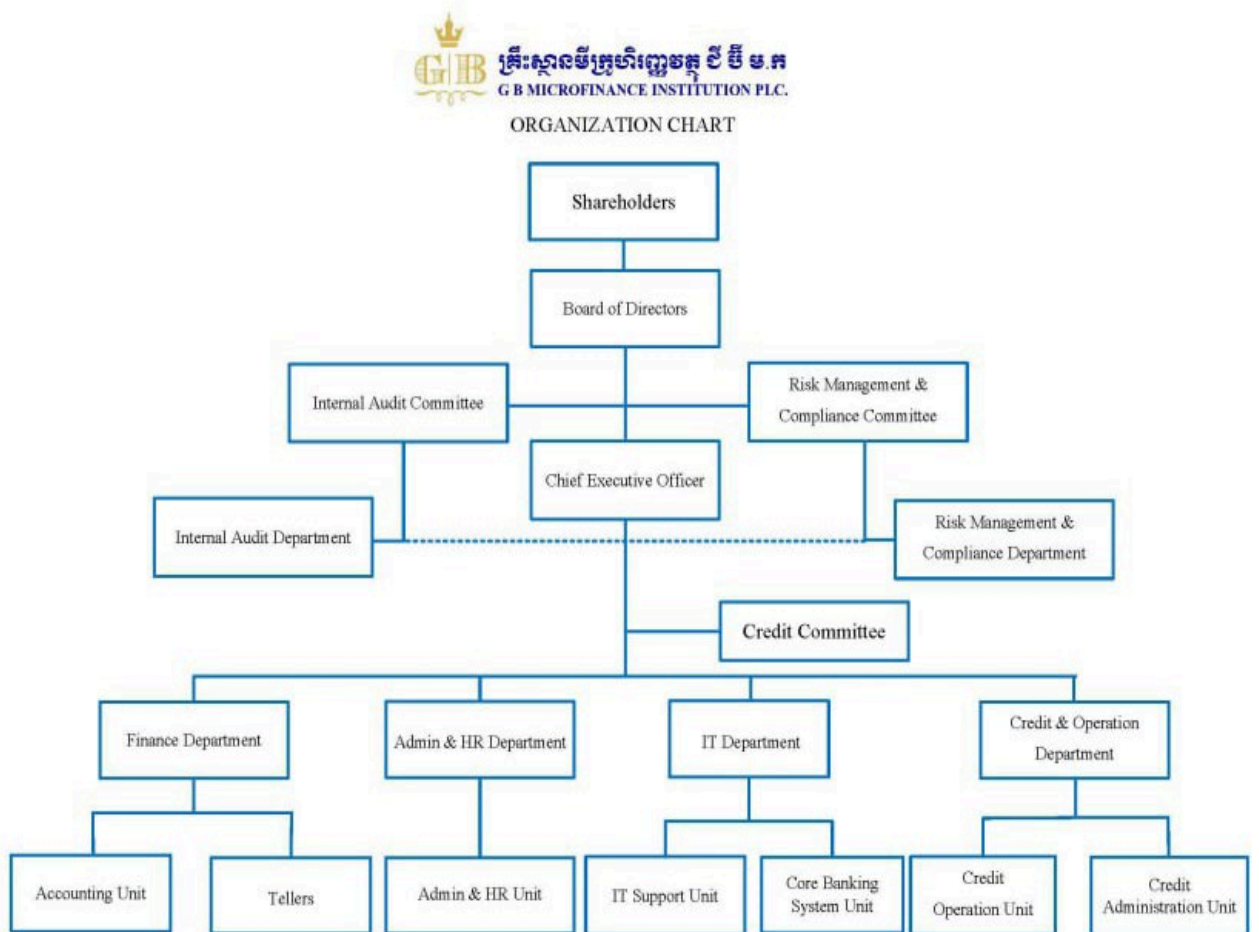 GB
គ្រឹះស្ថានមីក្រូហិរញ្ញវត្ថុ ជី ប៊ី ម.ក
G B MICROFINANCE INSTITUTION PLC.
ORGANIZATION CHART
Shareholders
Board of Directors
Internal Audit Committee
Risk Management &
Compliance Committee
Chief Executive Officer
Internal Audit Department
Risk Management &
Compliance Department
Credit Committee
Finance Department
Admin & HR Department
IT Department
Credit & Operation
Department
Accounting Unit
Tellers
Admin & HR Unit
IT Support Unit
Core Banking
System Unit
Credit
Operation Unit
Credit
Administration Unit